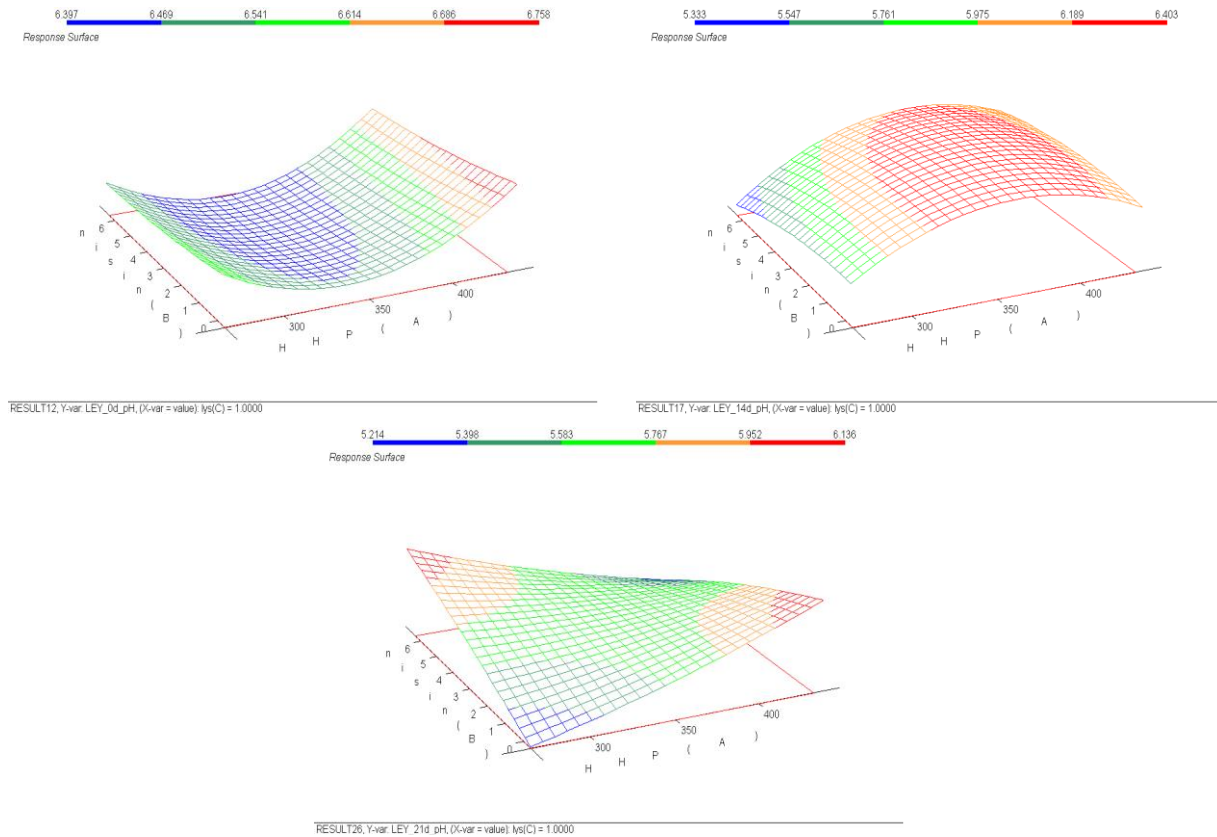 6.397 6.469 6.541 6.614 6.686 6.758
Response Surface
6 5 4 3 2 1 0
n i s i n ( B )
300 350 400
H H P ( A )
RESULT12, Y-var: LEY_0d_pH, (X-var = value): lys(C) = 1.0000
5.333 5.547 5.761 5.975 6.189 6.403
Response Surface
6 5 4 3 2 1 0
n i s i n ( B )
300 350 400
H H P ( A )
RESULT17, Y-var: LEY_14d_pH, (X-var = value): lys(C) = 1.0000
5.214 5.398 5.583 5.767 5.952 6.136
Response Surface
6 5 4 3 2 1 0
n i s i n ( B )
300 350 400
H H P ( A )
RESULT26, Y-var: LEY_21d_pH, (X-var = value): lys(C) = 1.0000